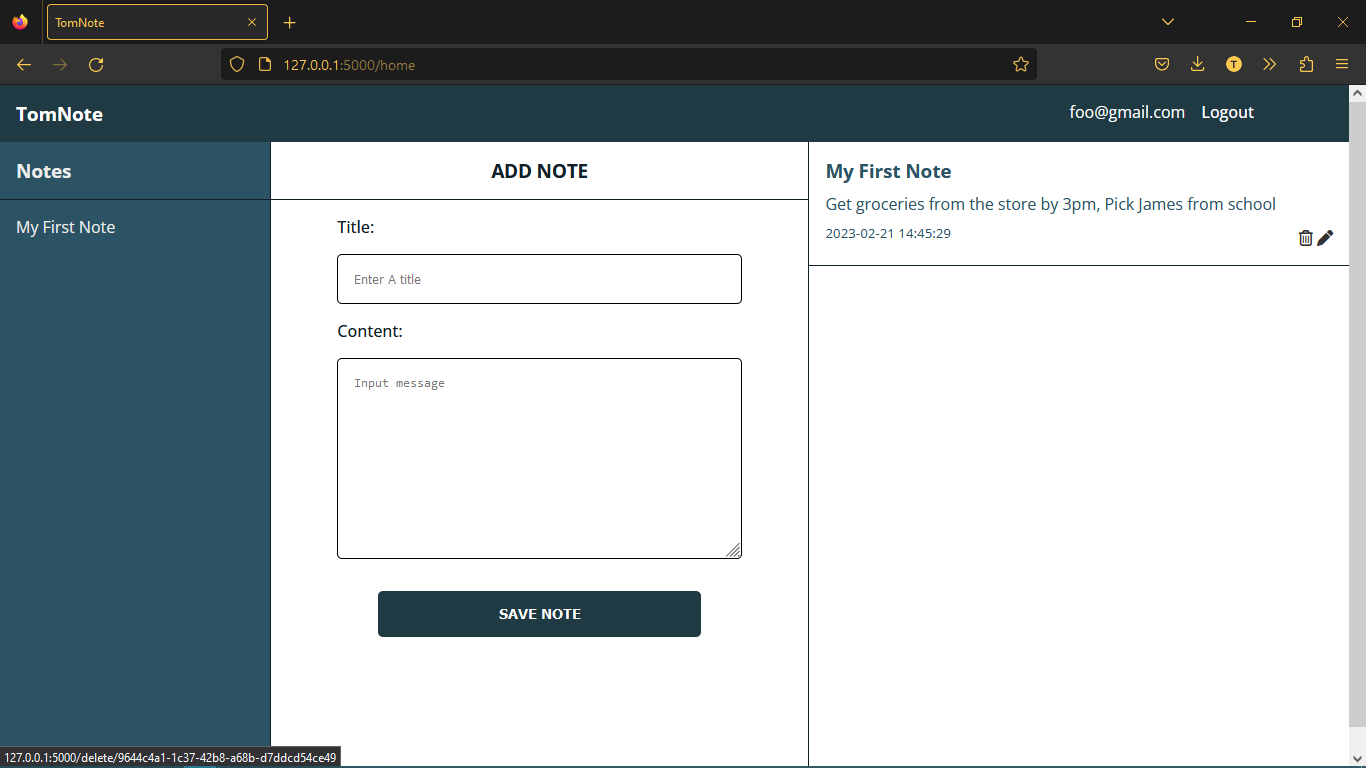 TomNote
127.0.0.1:5000/home
T
TomNote
foo@gmail.com Logout
Notes
My First Note
ADD NOTE
Title:
Enter A title
Content:
Input message
SAVE NOTE
My First Note
Get groceries from the store by 3pm, Pick James from school
2023-02-21 14:45:29
127.0.0.1:5000/delete/9644c4a1-1c37-42b8-a68b-d7ddcd54ce49